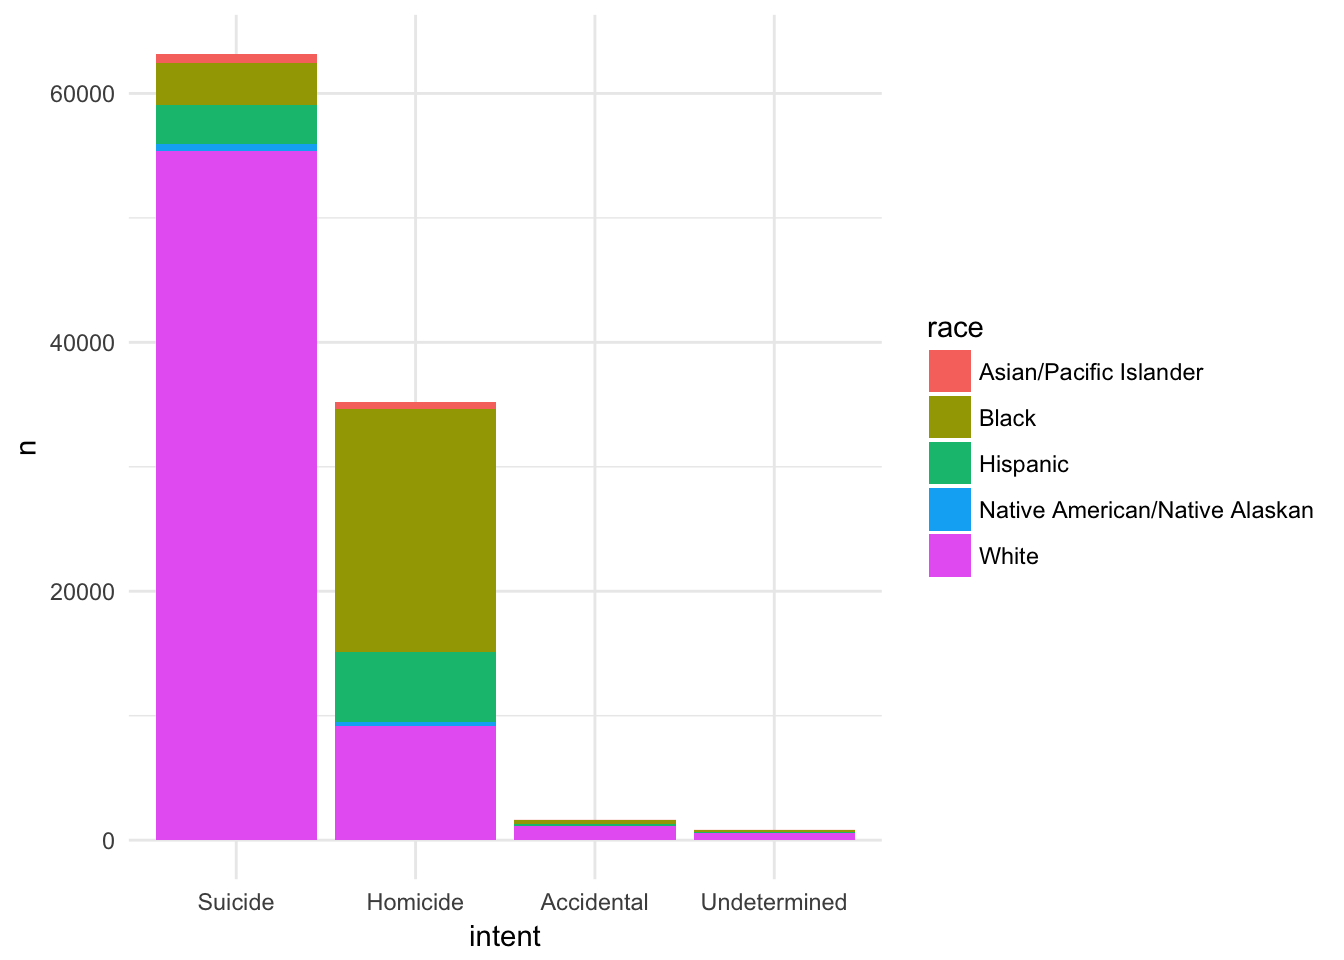 60000
40000
20000
0
n
Suicide
Homicide
Accidental
Undetermined
intent
race
Asian/Pacific Islander
Black
Hispanic
Native American/Native Alaskan
White